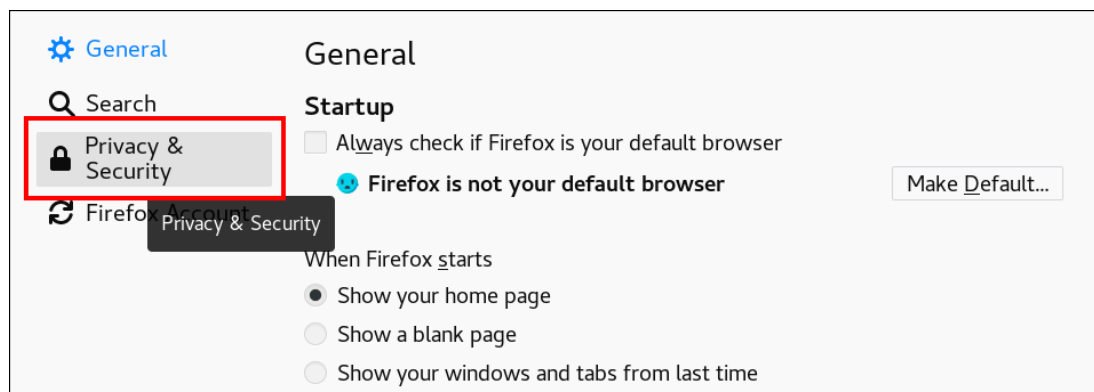 General
Search
Privacy &
Security
Firefox Account
Privacy & Security
General
Startup
Always check if Firefox is your default browser
Firefox is not your default browser
Make Default...
When Firefox starts
Show your home page
Show a blank page
Show your windows and tabs from last time